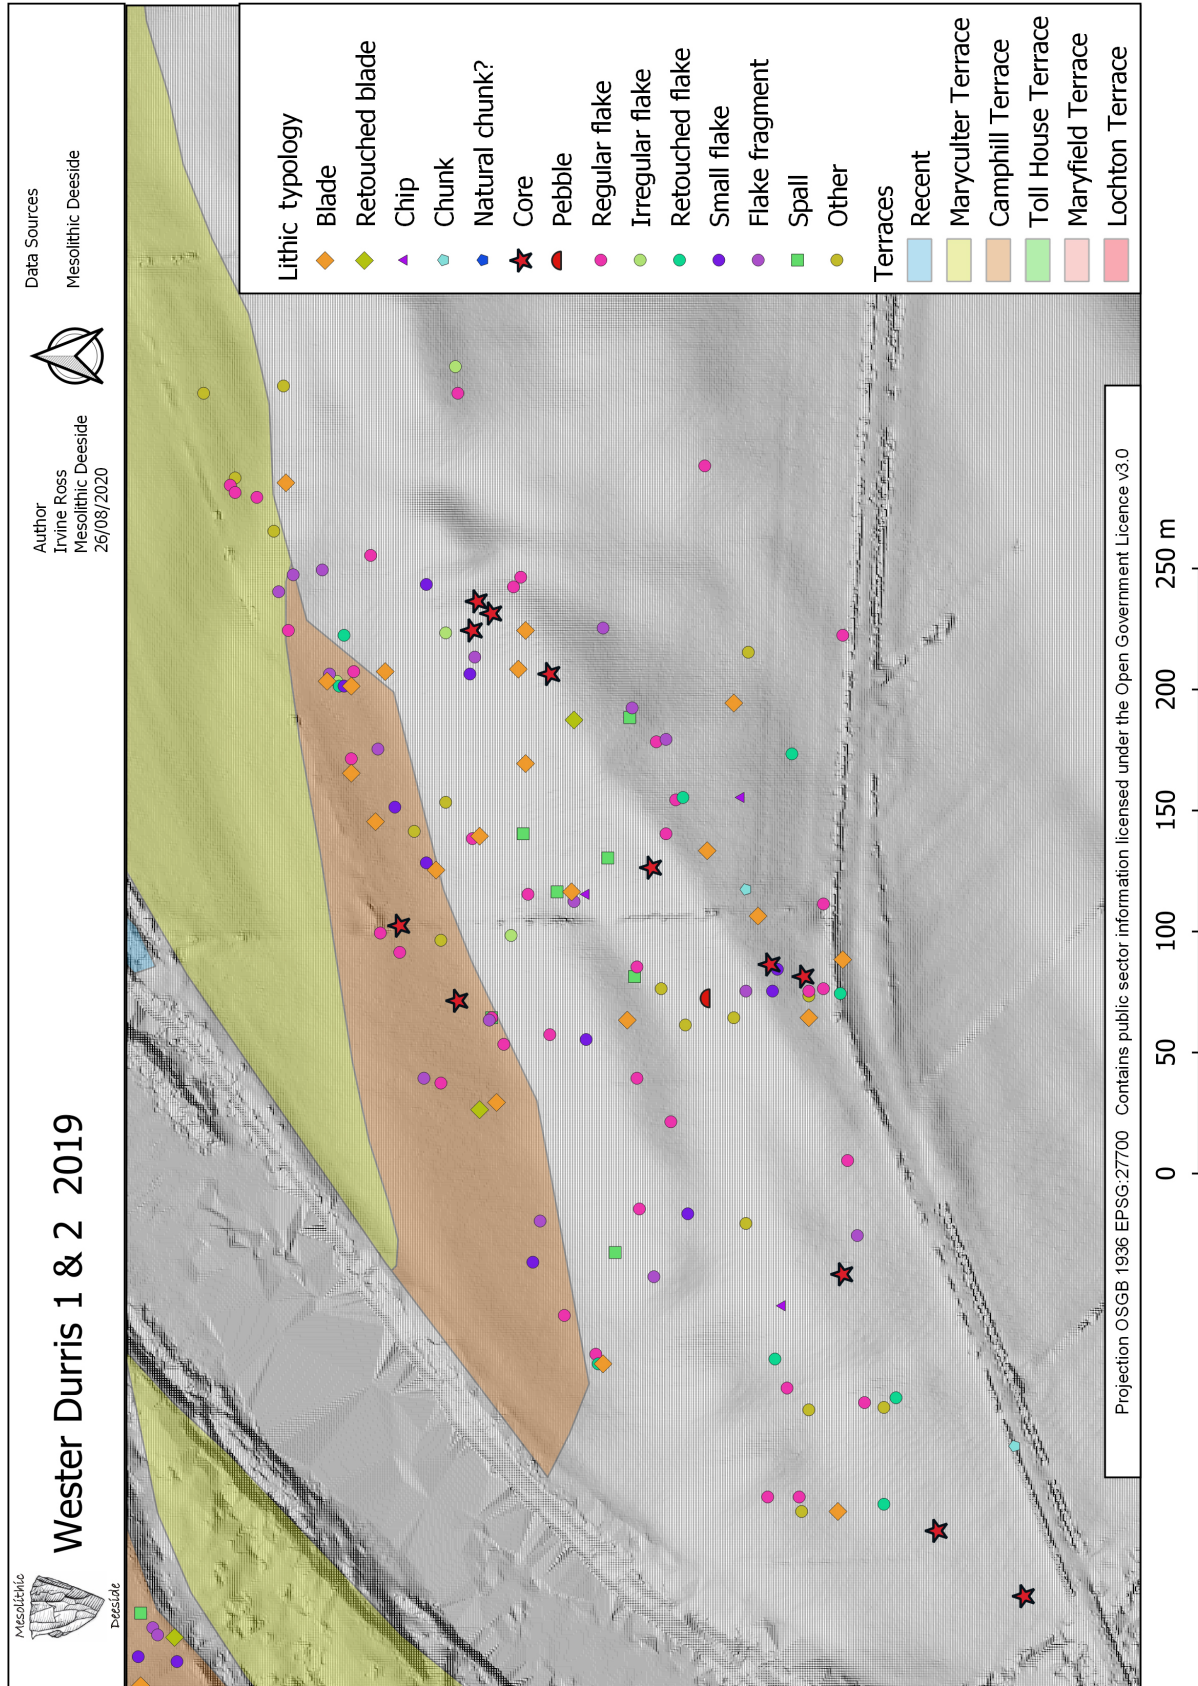 Mesolithic
Deeside
Wester Durris 1 & 2 2019
Author
Irvine Ross
Mesolithic Deeside
26/08/2020
Data Sources
Mesolithic Deeside
Lithic typology
Blade
Retouched blade
Chip
Chunk
Natural chunk?
Core
Pebble
Regular flake
Irregular flake
Retouched flake
Small flake
Flake fragment
Spall
Other
Terraces
Recent
Maryculter Terrace
Camphill Terrace
Toll House Terrace
Maryfield Terrace
Lochton Terrace
Projection OSGB 1936 EPSG:27700 Contains public sector information licensed under the Open Government Licence v3.0
0 50 100 150 200 250 m